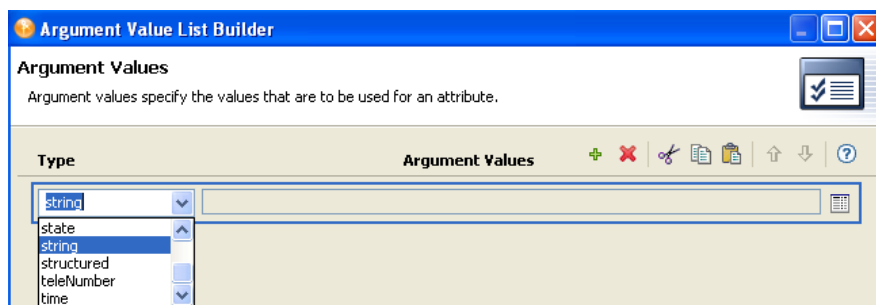 Argument Value List Builder
Argument Values
Argument values specify the values that are to be used for an attribute.
Type Argument Values
string
state
string
structured
teleNumber
time